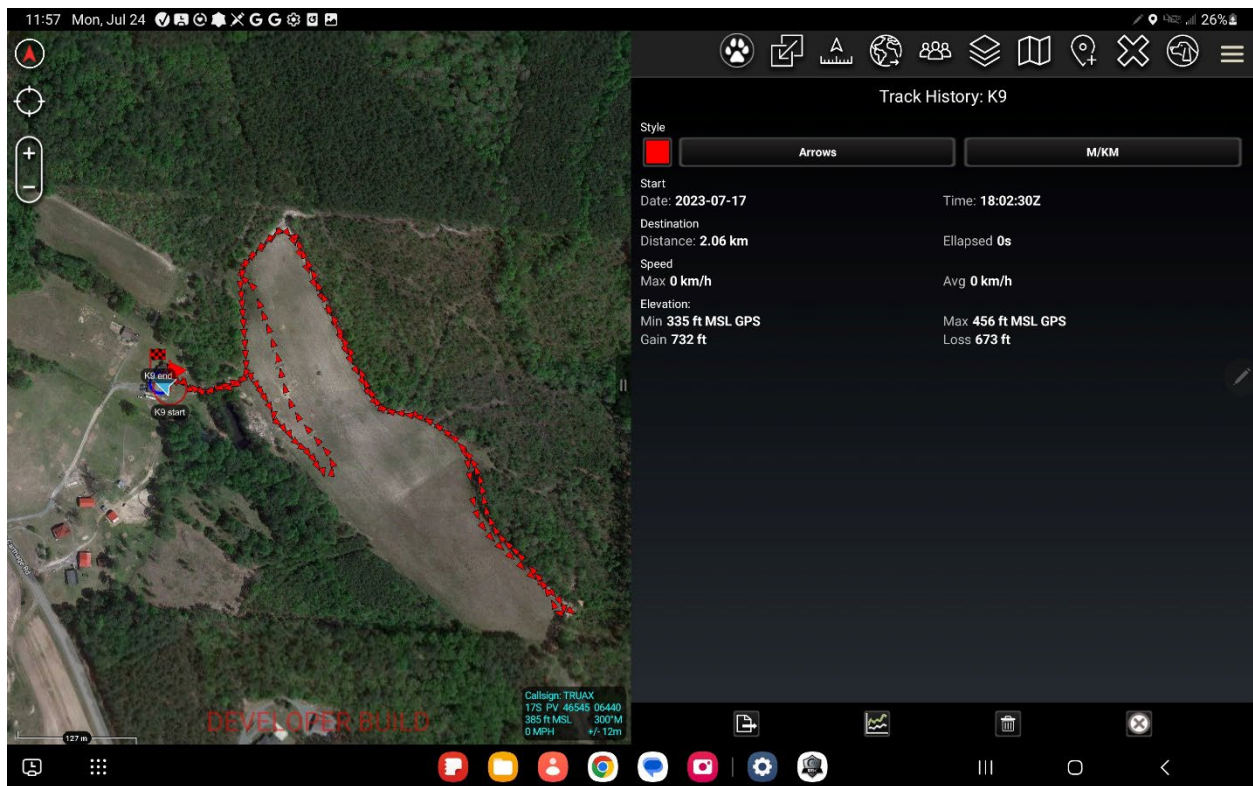 11:57 Mon, Jul 24
26%
Track History: K9
Style
Arrows M/KM
Start
Date: 2023-07-17 Time: 18:02:30Z
Destination
Distance: 2.06 km Ellapsed 0s
Speed
Max 0 km/h Avg 0 km/h
Elevation:
Min 335 ft MSL GPS Max 456 ft MSL GPS
Gain 732 ft Loss 673 ft
K9 end
K9 start
Carthage Rd
Callsign: TRUAX
17S PV 46545 06440
385 ft MSL 300°M
0 MPH +/- 12m
DEVELOPER BUILD
127 m